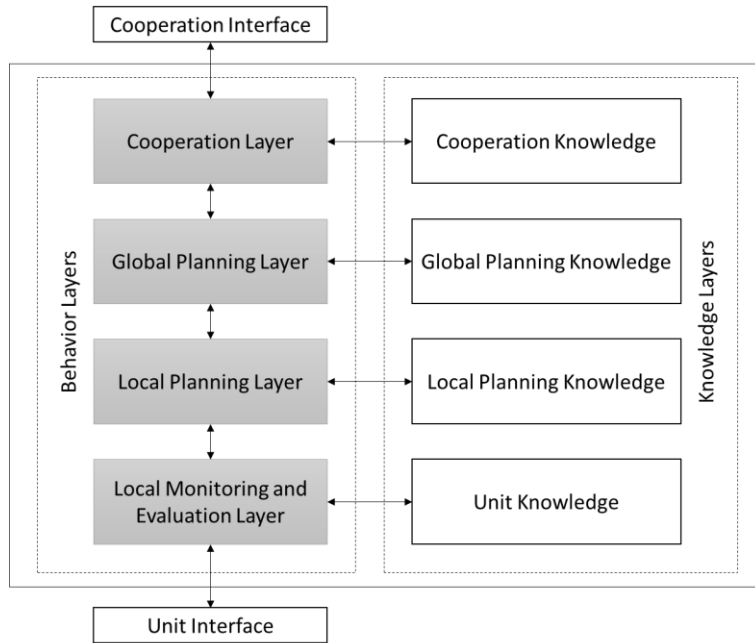 Cooperation Interface
Cooperation Layer
Cooperation Knowledge
Global Planning Layer
Global Planning Knowledge
Behavior Layers
Knowledge Layers
Local Planning Layer
Local Planning Knowledge
Local Monitoring and
Evaluation Layer
Unit Knowledge
Unit Interface